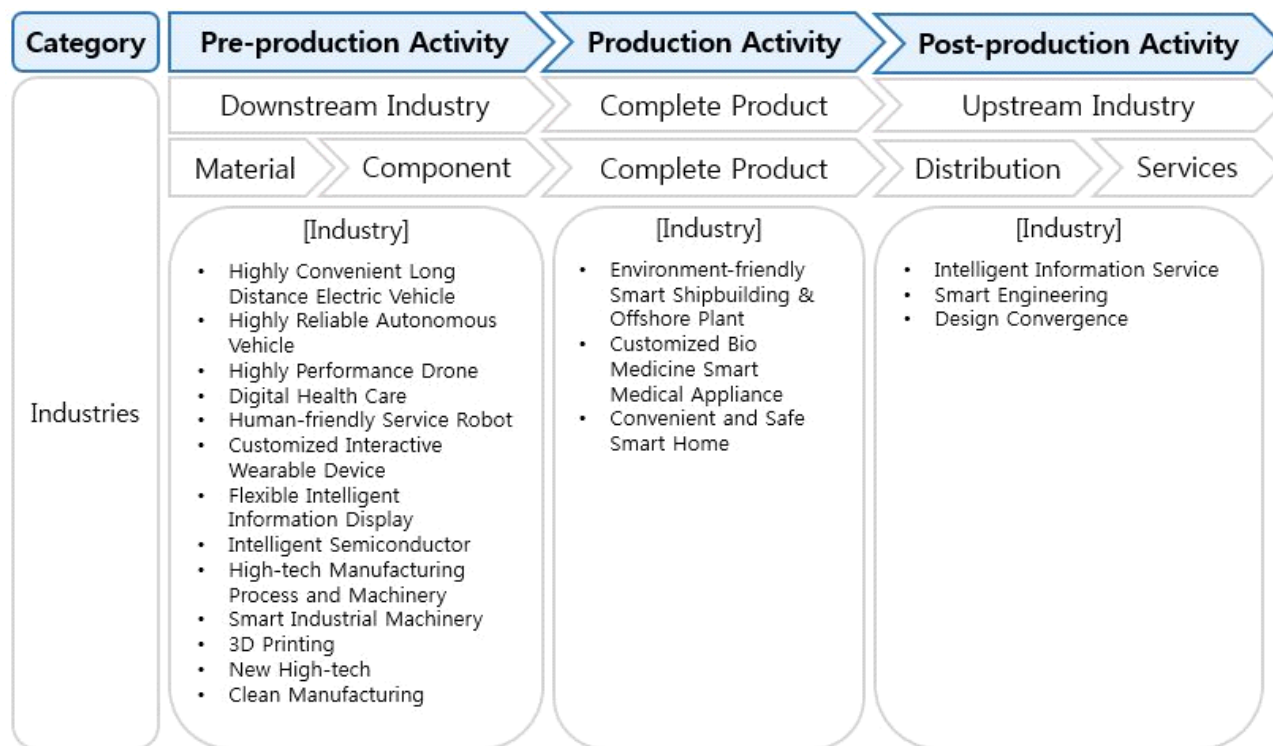 Category
Pre-production Activity
Production Activity
Post-production Activity
Industries
Downstream Industry
Complete Product
Upstream Industry
Material
Component
Complete Product
Distribution
Services
[Industry]
• Highly Convenient Long
Distance Electric Vehicle
• Highly Reliable Autonomous
Vehicle
• Highly Performance Drone
• Digital Health Care
• Human-friendly Service Robot
• Customized Interactive
Wearable Device
• Flexible Intelligent
Information Display
• Intelligent Semiconductor
• High-tech Manufacturing
Process and Machinery
• Smart Industrial Machinery
• 3D Printing
• New High-tech
• Clean Manufacturing
[Industry]
• Environment-friendly
Smart Shipbuilding &
Offshore Plant
• Customized Bio
Medicine Smart
Medical Appliance
• Convenient and Safe
Smart Home
[Industry]
• Intelligent Information Service
• Smart Engineering
• Design Convergence